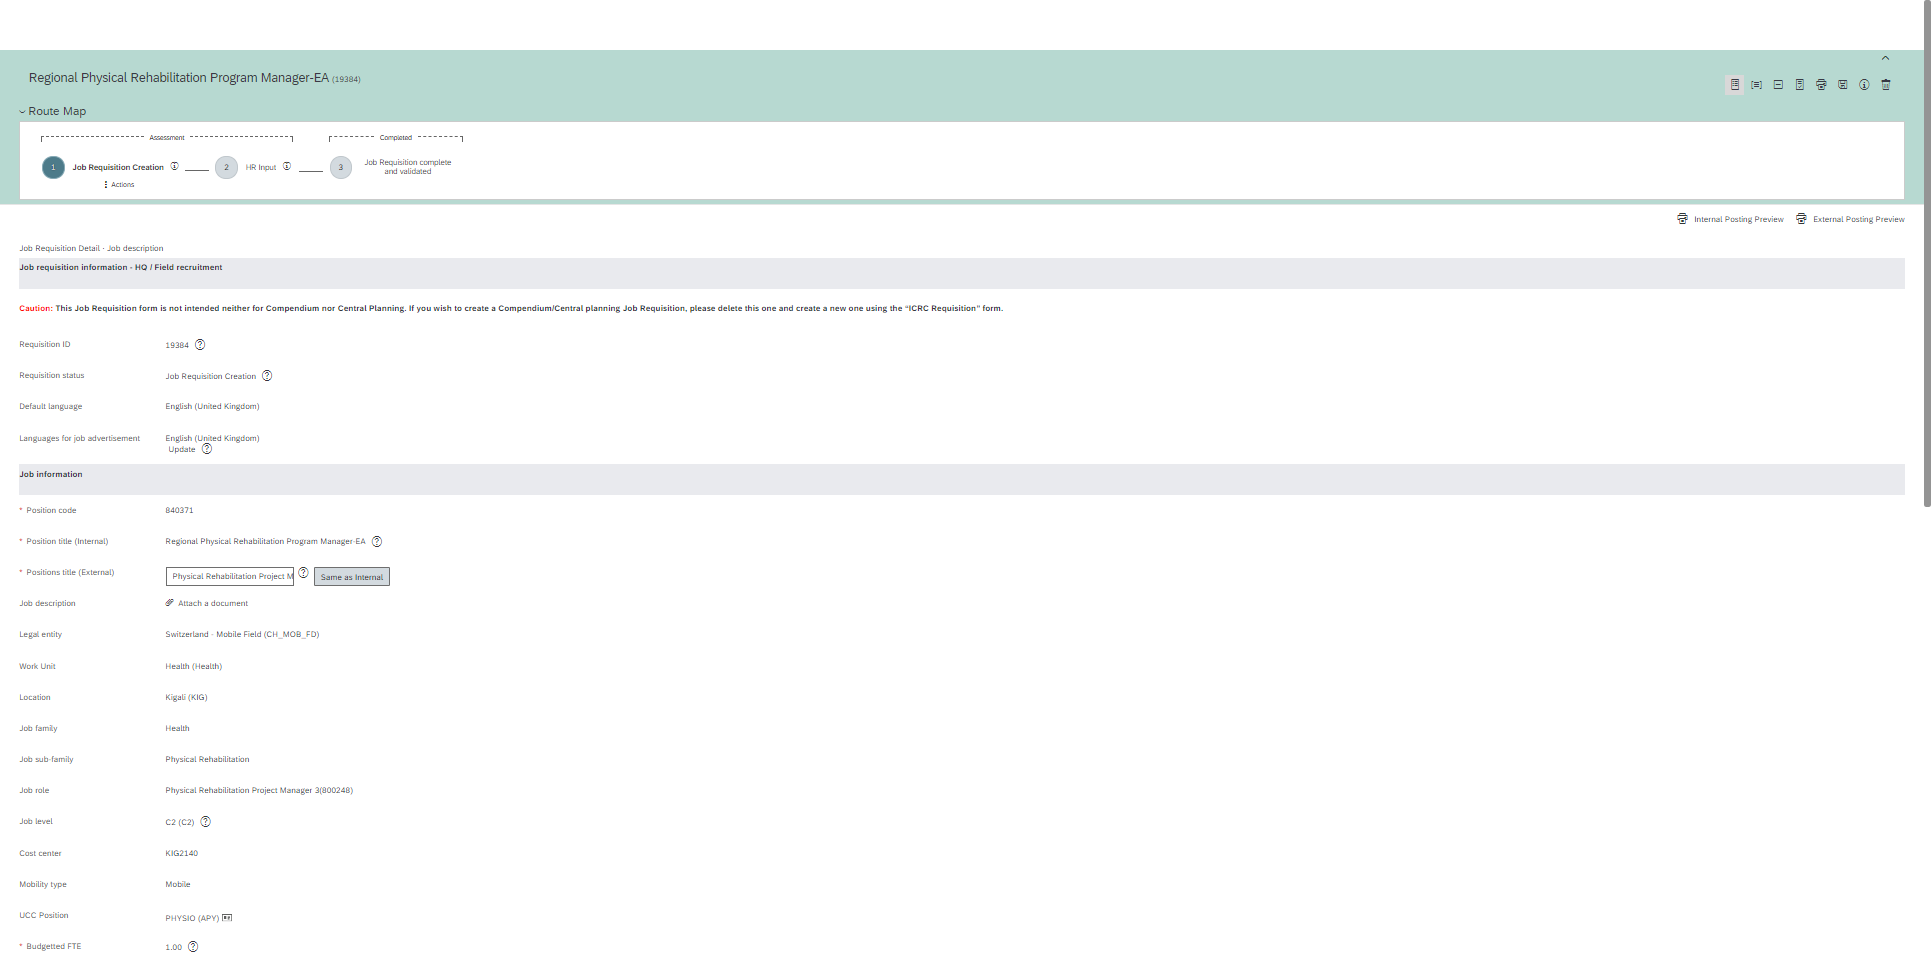 Regional Physical Rehabilitation Program Manager-EA (19384)
Route Map
Assessment
Completed
1 Job Requisition Creation
2 HR Input
3 Job Requisition complete
and validated
Actions
Internal Posting Preview External Posting Preview
Job Requisition Detail - Job description
Job requisition information - HQ / Field recruitment
Caution: This Job Requisition form is not intended neither for Compendium nor Central Planning. If you wish to create a Compendium/Central planning Job Requisition, please delete this one and create a new one using the "ICRC Requisition" form.
Requisition ID 19384
Requisition status Job Requisition Creation
Default language English (United Kingdom)
Languages for job advertisement English (United Kingdom)
Update
Job information
* Position code 840371
* Position title (Internal) Regional Physical Rehabilitation Program Manager-EA
* Positions title (External) Physical Rehabilitation Project M Same as Internal
Job description Attach a document
Legal entity Switzerland - Mobile Field (CH_MOB_FD)
Work Unit Health (Health)
Location Kigali (KIG)
Job family Health
Job sub-family Physical Rehabilitation
Job role Physical Rehabilitation Project Manager 3(800248)
Job level C2 (C2)
Cost center KIG2140
Mobility type Mobile
UCC Position PHYSIO (APY)
* Budgetted FTE 1.00